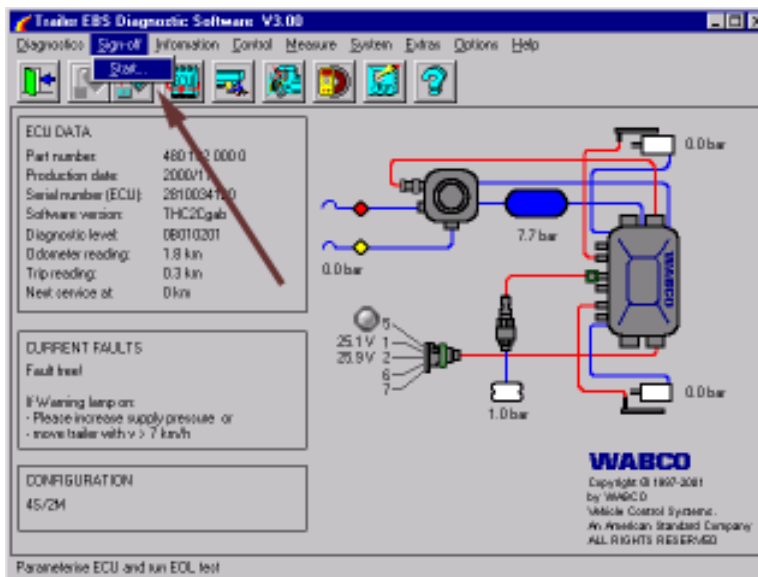 Trailer EBS Diagnostic Software V3.00
Diagnostics Sign-off Information Control Measure System Extras Options Help
Start...
ECU DATA
Part number:
Production date: 2000/11
Serial number (ECU):
Software version: THC2Cgab
Diagnostic level: 0B010201
Odometer reading: 1.8 km
Trip reading: 0.3 km
Next service at: 0 km
CURRENT FAULTS
Fault free!
If Warning lamp on:
- Please increase supply pressure or
- move trailer with v > 7 km/h
CONFIGURATION
4S/2M
0.0 bar
7.7 bar
0.0 bar
WABCO
5
25.1 V 1
25.9 V 2
6
7
1.0 bar
0.0 bar
WABCO
Copyright © 1997-2001
by WABCO
Vehicle Control Systems.
An American Standard Company
ALL RIGHTS RESERVED
Parameterise ECU and run EOL test